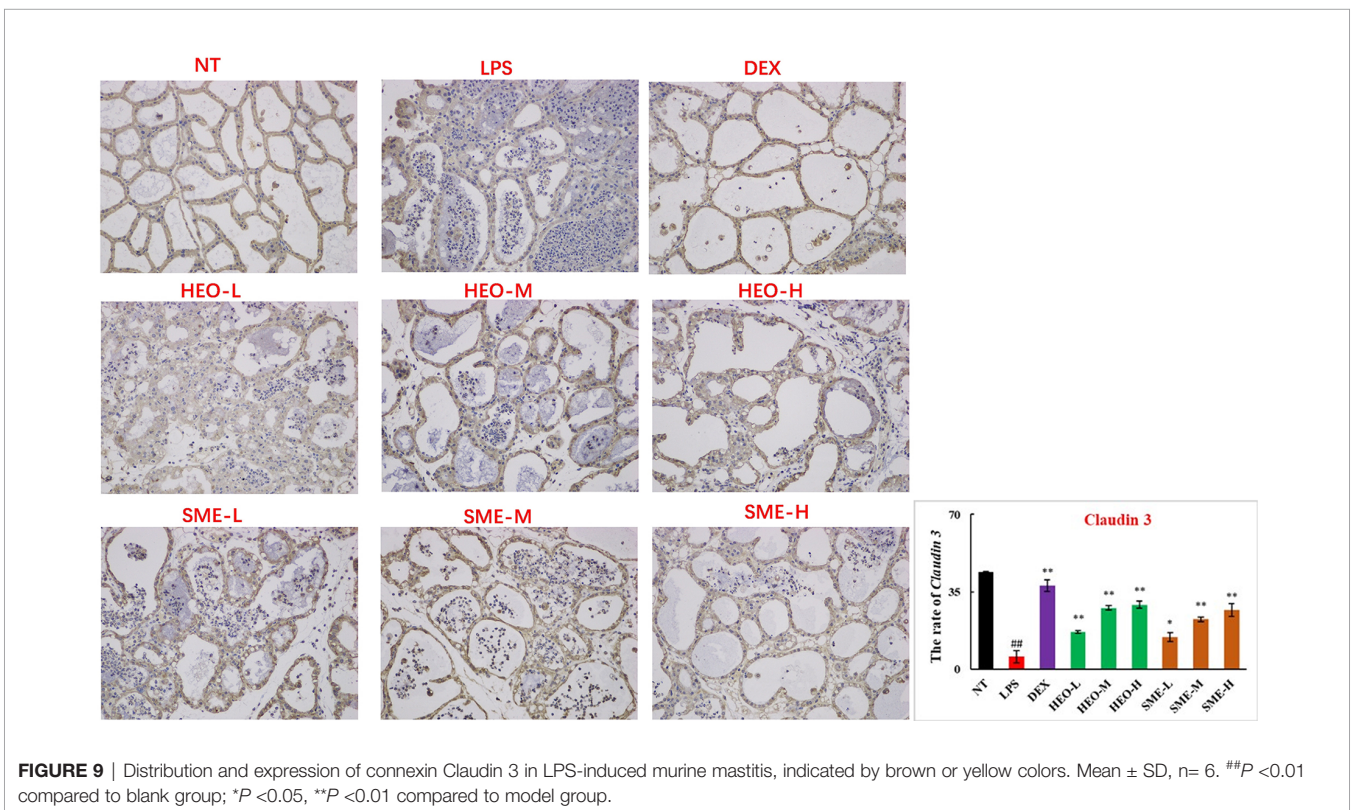 NT
LPS
DEX
HEO-L
HEO-M
HEO-H
SME-L
SME-M
SME-H
Claudin 3
The rate of Claudin 3
70
35
0
##
**
**
**
**
*
**
**
NT
LPS
DEX
HEO-L
HEO-M
HEO-H
SME-L
SME-M
SME-H
FIGURE 9 | Distribution and expression of connexin Claudin 3 in LPS-induced murine mastitis, indicated by brown or yellow colors. Mean ± SD, n= 6. ##P <0.01
compared to blank group; *P <0.05, **P <0.01 compared to model group.